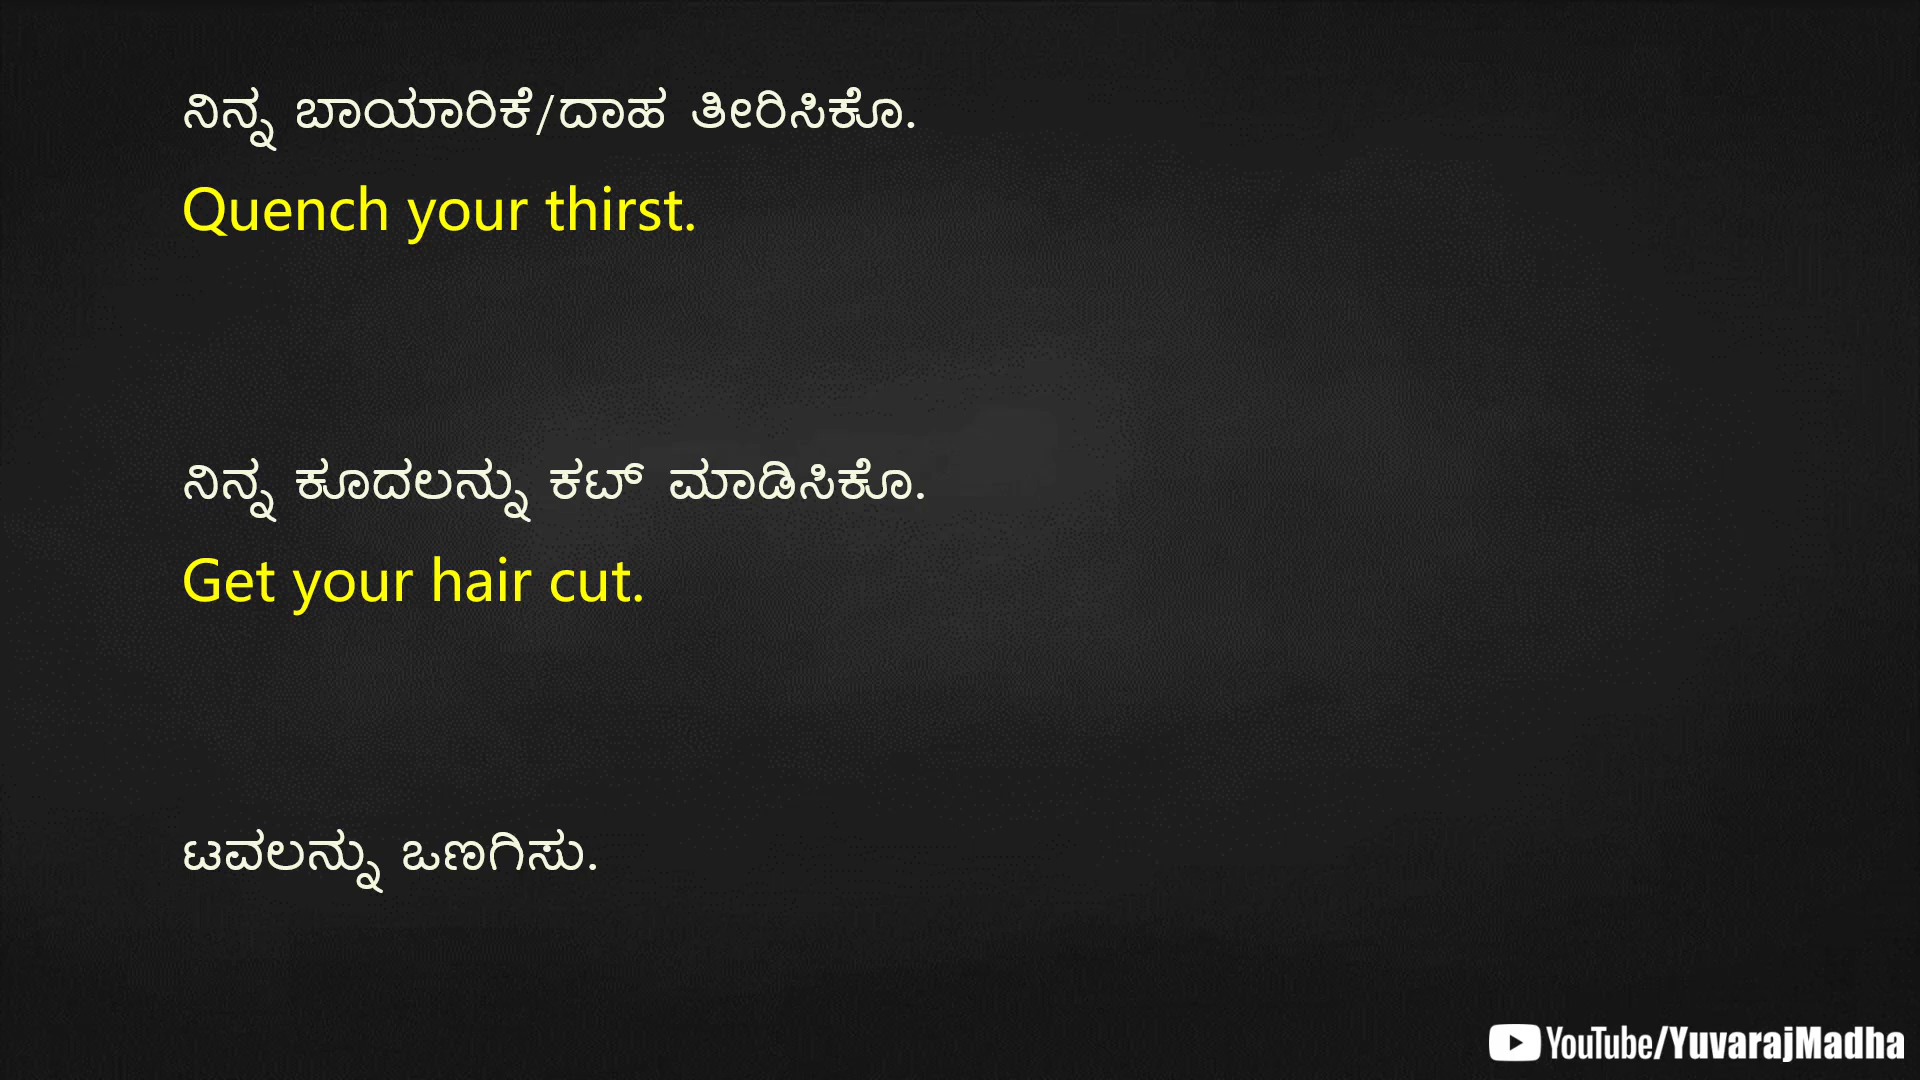 ನಿನ್ನ ಬಾಯಾರಿಕೆ/ದಾಹ ತೀರಿಸಿಕೊ.
Quench your thirst.
ನಿನ್ನ ಕೂದಲನ್ನು ಕಟ್ ಮಾಡಿಸಿಕೊ.
Get your hair cut.
ಟವಲನ್ನು ಒಣಗಿಸು.
YouTube/YuvarajMadha